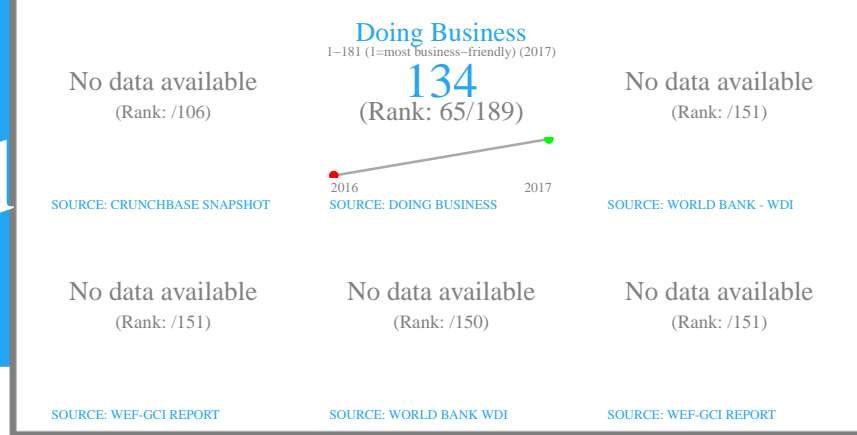 Doing Business
1−181 (1=most business−friendly) (2017)
No data available
(Rank: /106)
134
(Rank: 65/189)
No data available
(Rank: /151)
2016
2017
SOURCE: CRUNCHBASE SNAPSHOT
SOURCE: DOING BUSINESS
SOURCE: WORLD BANK - WDI
No data available
(Rank: /151)
No data available
(Rank: /150)
No data available
(Rank: /151)
SOURCE: WEF-GCI REPORT
SOURCE: WORLD BANK WDI
SOURCE: WEF-GCI REPORT